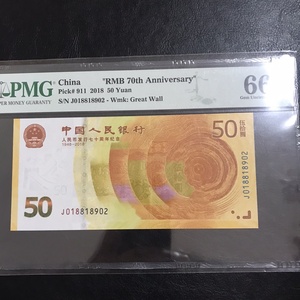 PMG
PAPER MONEY GUARANTY
China "RMB 70th Anniversary"
Pick# 911 2018 50 Yuan
S/N J018818902 - Wmk: Great Wall
66
中国人民银行
人民币发行七十周年纪念
1948-2018
50
伍拾圆
50
J018818902